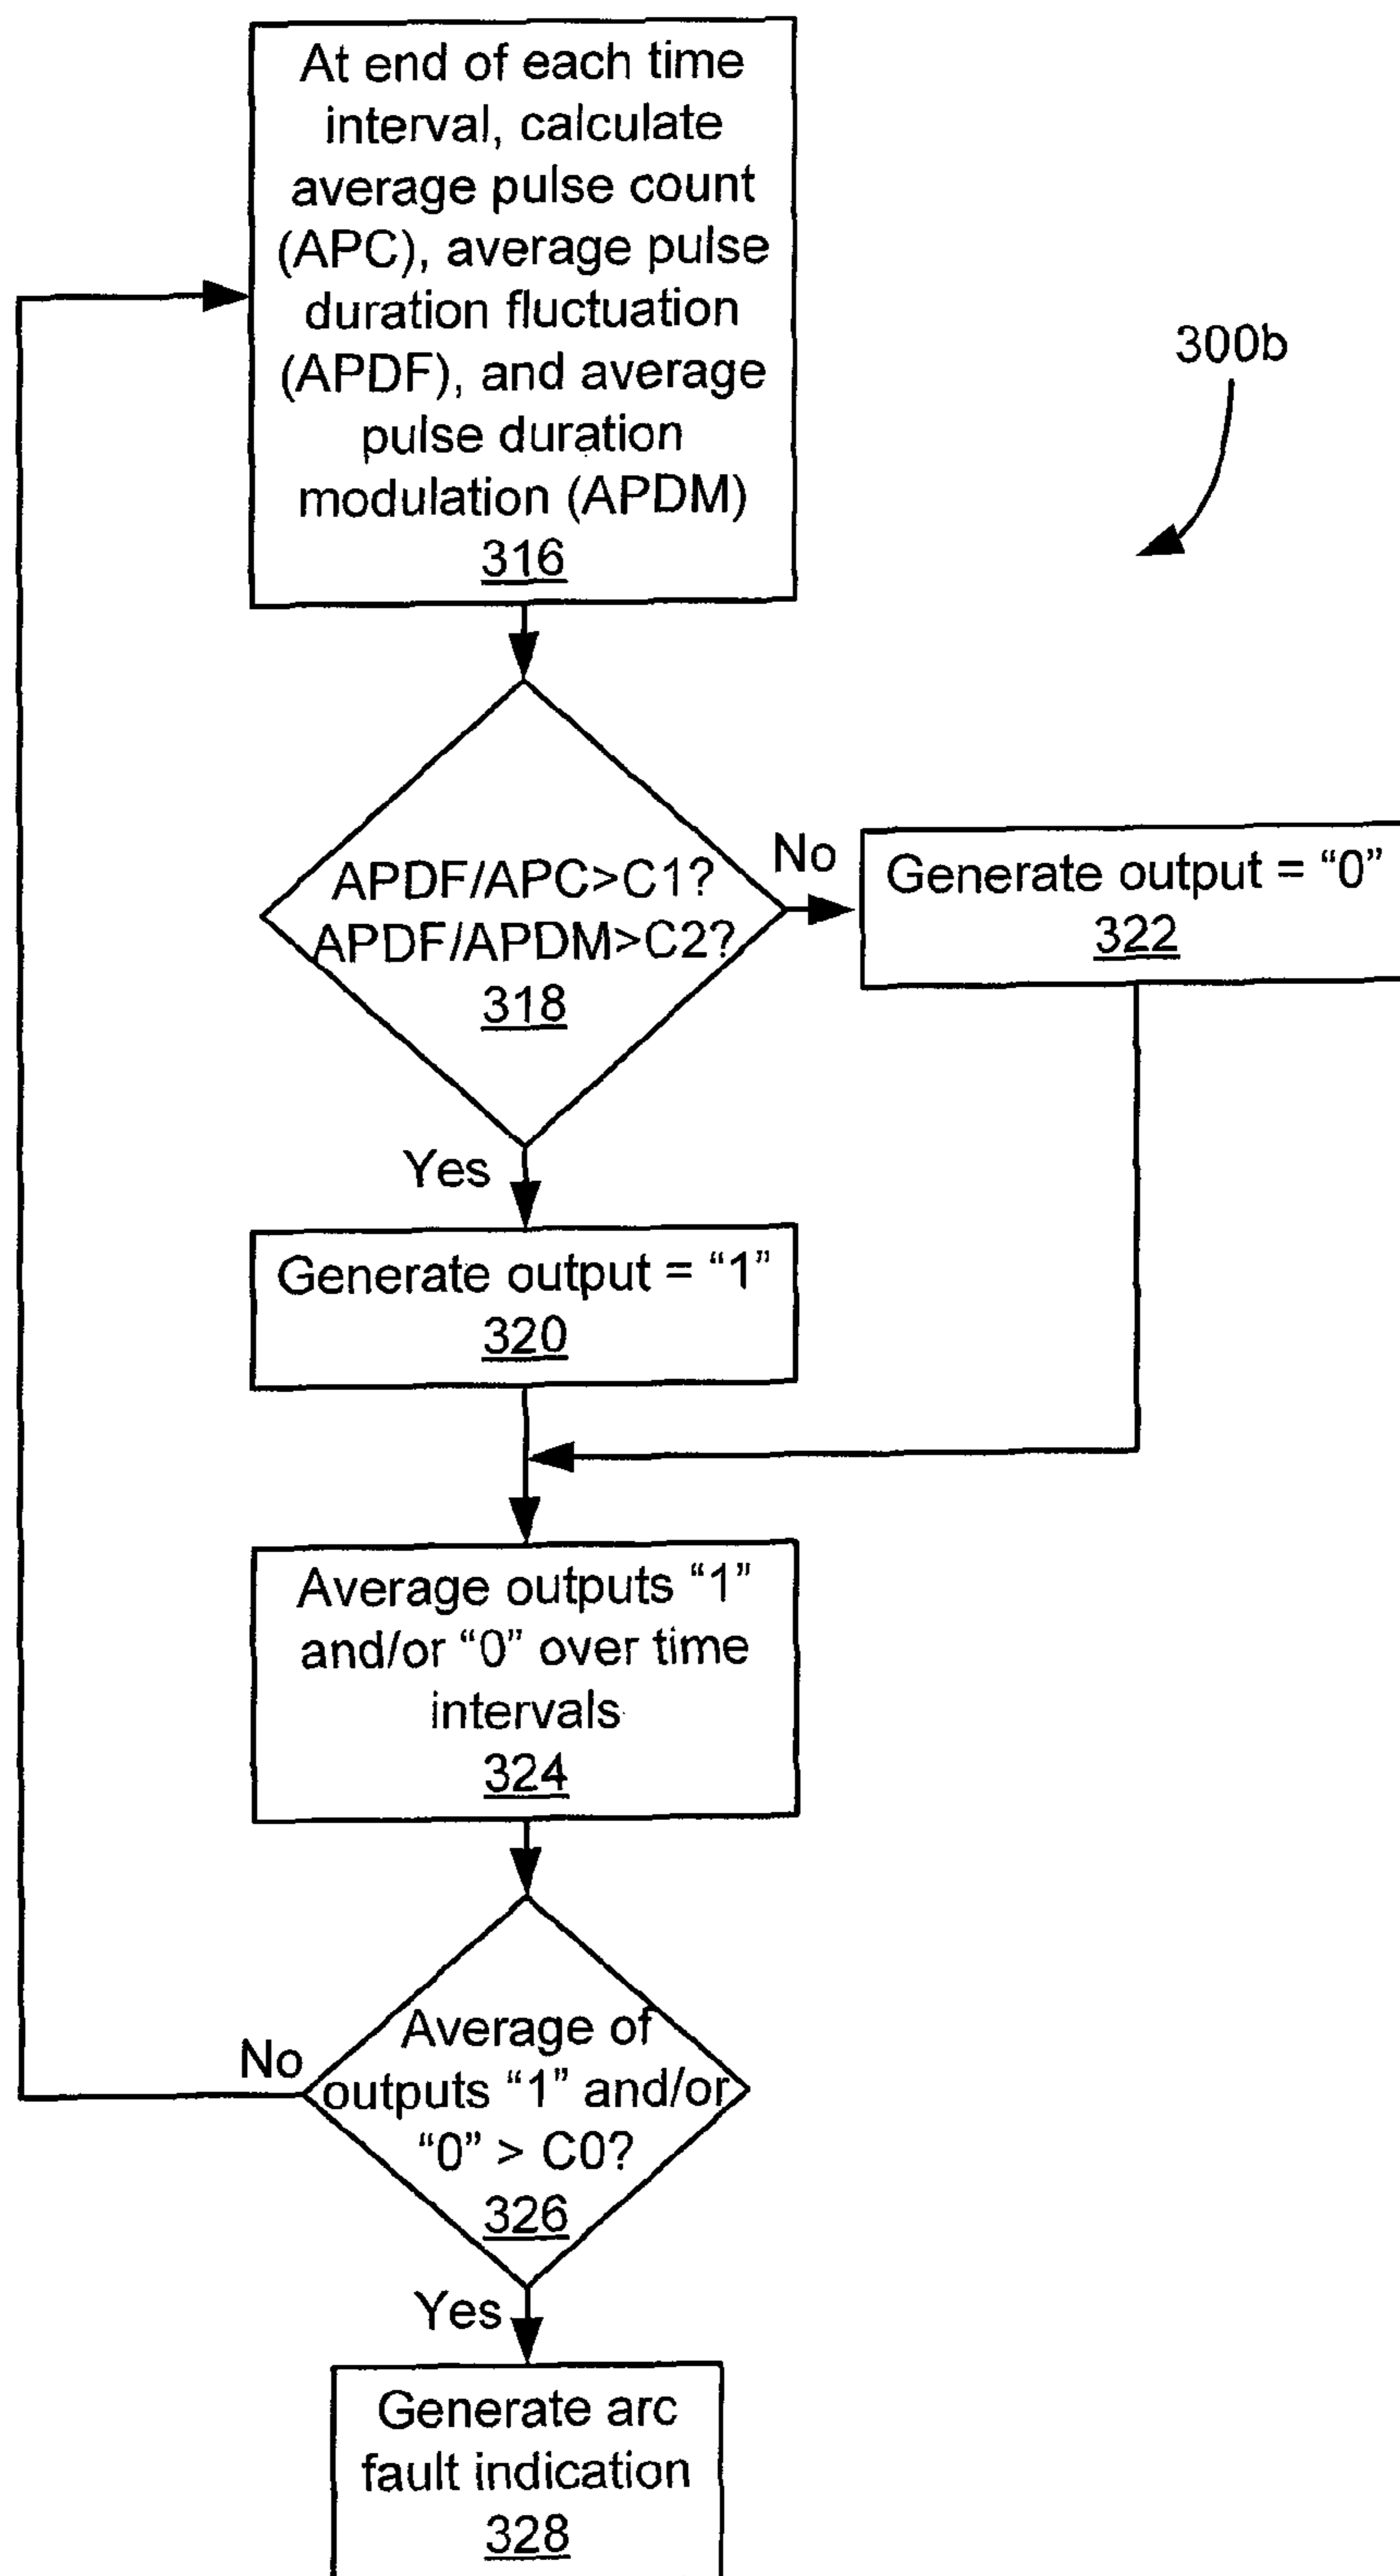 At end of each time
interval, calculate
average pulse count
(APC), average pulse
duration fluctuation
(APDF), and average
pulse duration
modulation (APDM)
316
300b
APDF/APC>C1?
APDF/APDM>C2?
318
No
Generate output = “0”
322
Yes
Generate output = “1”
320
Average outputs “1”
and/or “0” over time
intervals
324
No
Average of
outputs “1” and/or
“0” > C0?
326
Yes
Generate arc
fault indication
328